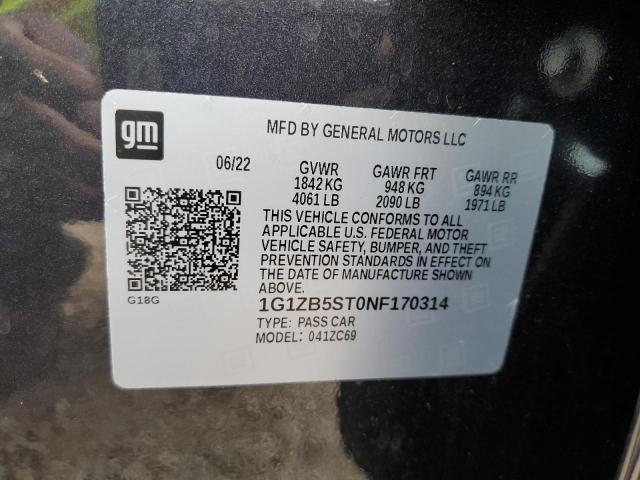 gm
MFD BY GENERAL MOTORS LLC
06/22 GVWR GAWR FRT GAWR RR
1842 KG 948 KG 894 KG
4061 LB 2090 LB 1971 LB
THIS VEHICLE CONFORMS TO ALL
APPLICABLE U.S. FEDERAL MOTOR
VEHICLE SAFETY, BUMPER, AND THEFT
PREVENTION STANDARDS IN EFFECT ON
THE DATE OF MANUFACTURE SHOWN
ABOVE.
G18G
1G1ZB5ST0NF170314
TYPE: PASS CAR
MODEL: 041ZC69